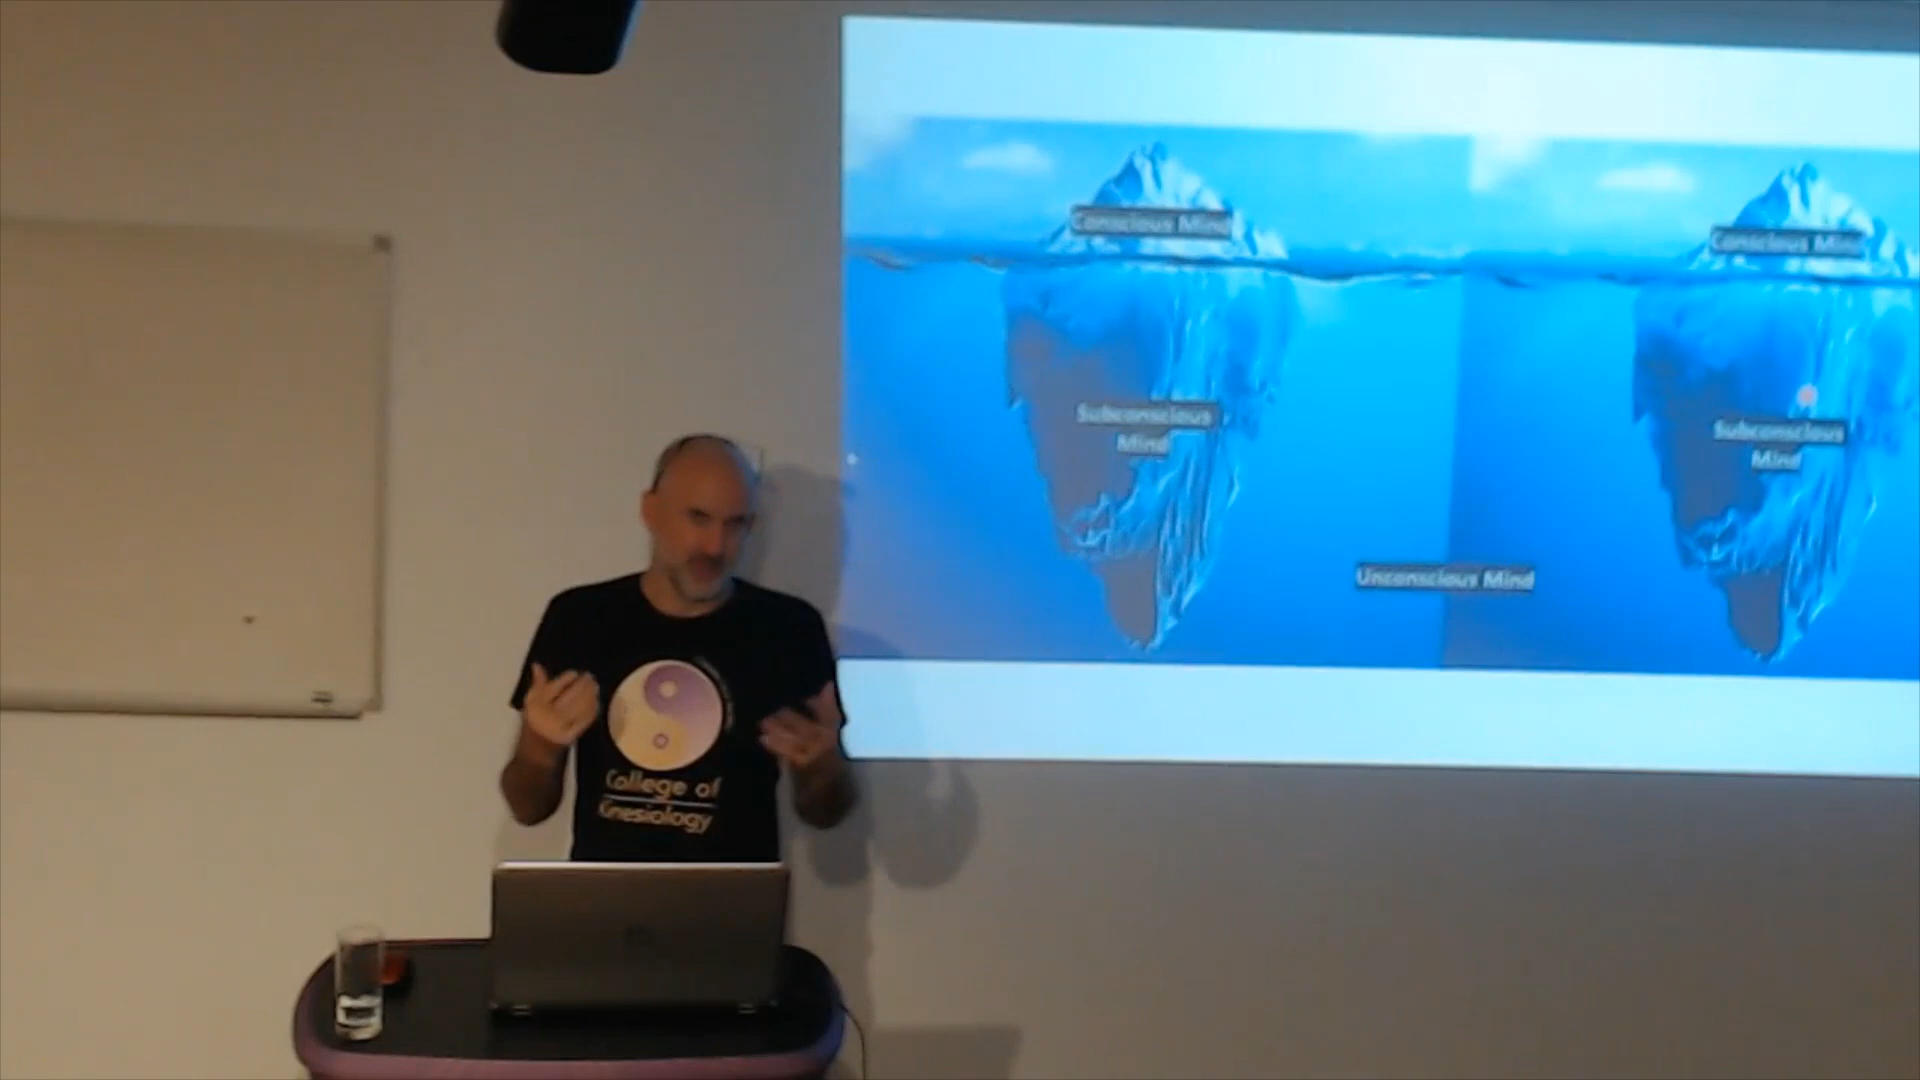 Conscious Mind
Conscious Mind
Subconscious
Mind
Subconscious
Mind
Unconscious Mind
College of
Kinesiology